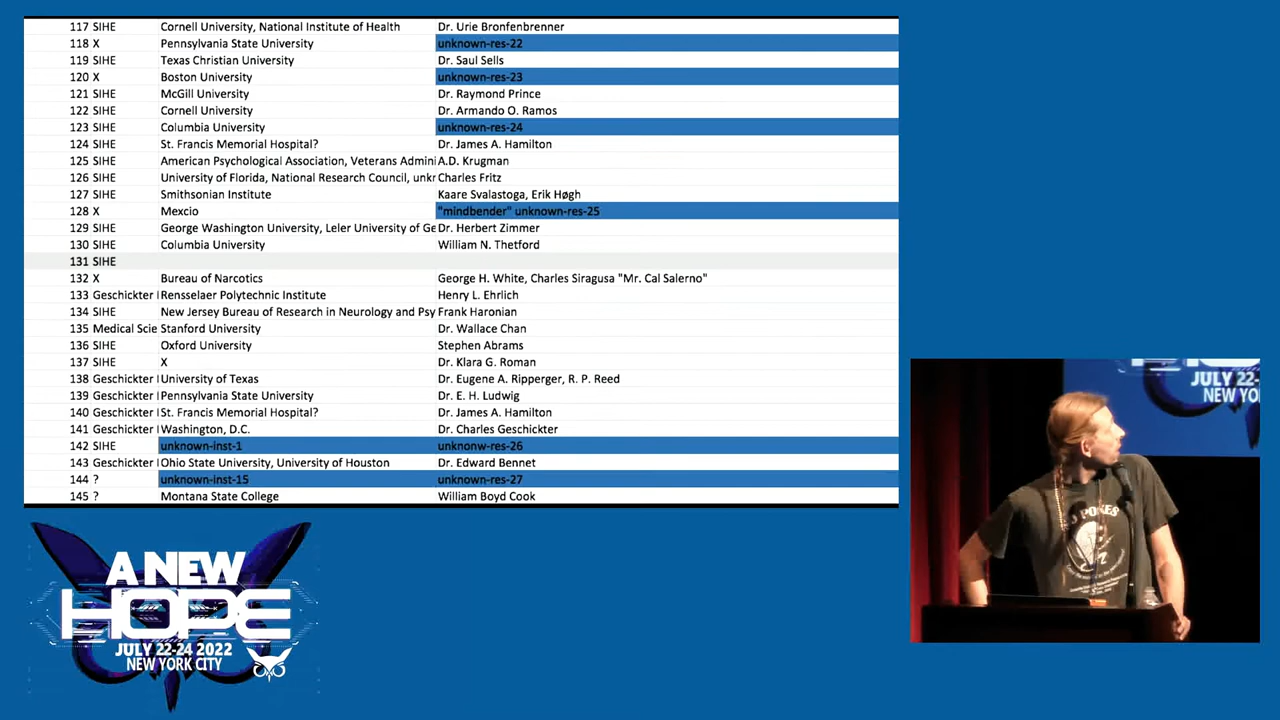 117 SIHE Cornell University, National Institute of Health Dr. Urie Bronfenbrenner
118 X Pennsylvania State University unknown-res-22
119 SIHE Texas Christian University Dr. Saul Sells
120 X Boston University unknown-res-23
121 SIHE McGill University Dr. Raymond Prince
122 SIHE Cornell University Dr. Armando O. Ramos
123 SIHE Columbia University unknown-res-24
124 SIHE St. Francis Memorial Hospital? Dr. James A. Hamilton
125 SIHE American Psychological Association, Veterans Admini A.D. Krugman
126 SIHE University of Florida, National Research Council, unkr Charles Fritz
127 SIHE Smithsonian Institute Kaare Svalastoga, Erik Høgh
128 X Mexcio "mindbender" unknown-res-25
129 SIHE George Washington University, Leler University of Ge Dr. Herbert Zimmer
130 SIHE Columbia University William N. Thetford
131 SIHE
132 X Bureau of Narcotics George H. White, Charles Siragusa "Mr. Cal Salerno"
133 Geschickter I Rensselaer Polytechnic Institute Henry L. Ehrlich
134 SIHE New Jersey Bureau of Research in Neurology and Psy Frank Haronian
135 Medical Scie Stanford University Dr. Wallace Chan
136 SIHE Oxford University Stephen Abrams
137 SIHE X Dr. Klara G. Roman
138 Geschickter I University of Texas Dr. Eugene A. Ripperger, R. P. Reed
139 Geschickter I Pennsylvania State University Dr. E. H. Ludwig
140 Geschickter I St. Francis Memorial Hospital? Dr. James A. Hamilton
141 Geschickter I Washington, D.C. Dr. Charles Geschickter
142 SIHE unknown-inst-1 unkonw-res-26
143 Geschickter I Ohio State University, University of Houston Dr. Edward Bennet
144 ? unknown-inst-15 unknown-res-27
145 ? Montana State College William Boyd Cook
A NEW
HOPE
JULY 22-24 2022
NEW YORK CITY
JULY 22-
NEW YO